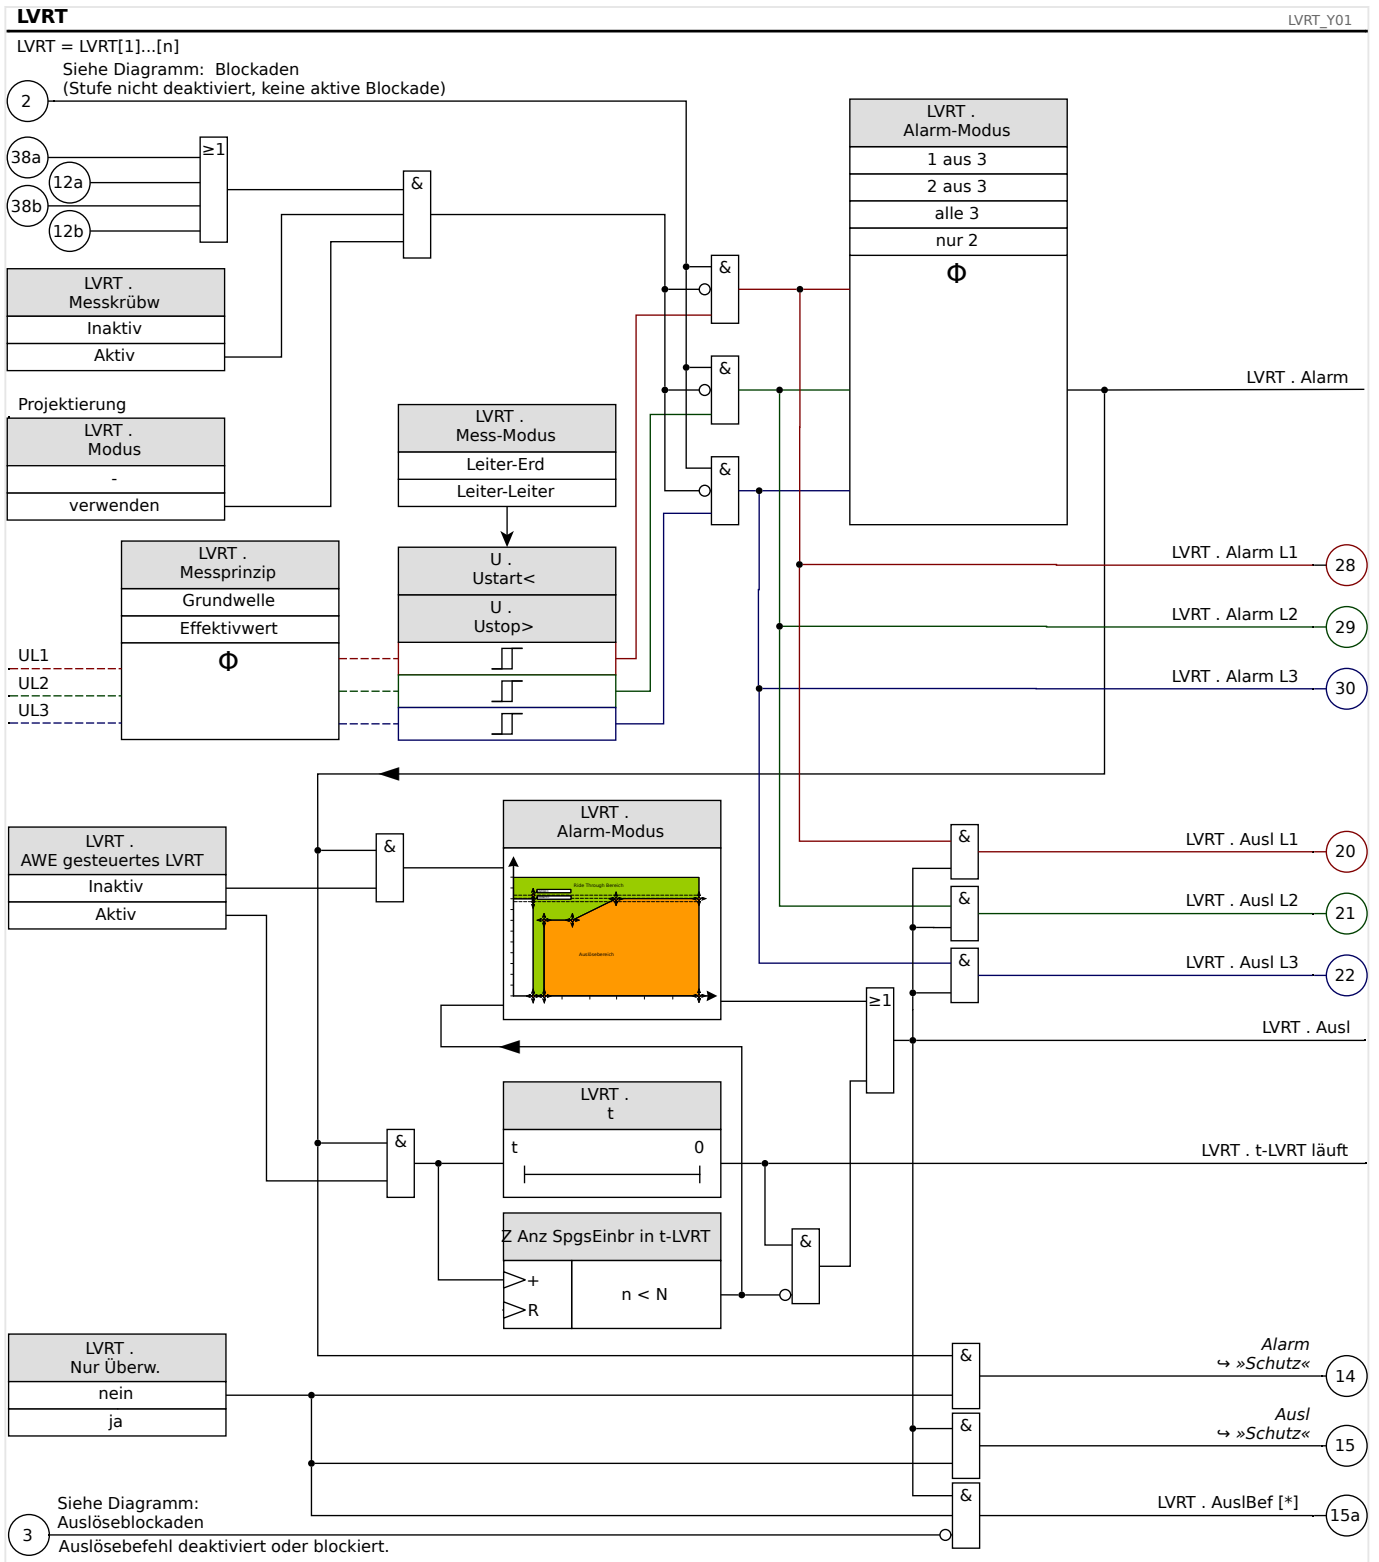 LVRT
LVRT_Y01
LVRT = LVRT[1]...[n]
Siehe Diagramm:  Blockaden
(Stufe nicht deaktiviert, keine aktive Blockade)
2
38a
12a
38b
12b
≥1
&
LVRT .
Alarm-Modus
1 aus 3
2 aus 3
alle 3
nur 2
Φ
LVRT .
Messkrübw
Inaktiv
Aktiv
&
&
&
LVRT . Alarm
Projektierung
LVRT .
Modus
-
verwenden
LVRT .
Mess-Modus
Leiter-Erd
Leiter-Leiter
LVRT .
Messprinzip
Grundwelle
Effektivwert
Φ
U .
Ustart<
U .
Ustop>
UL1
UL2
UL3
LVRT . Alarm L1
28
LVRT . Alarm L2
29
LVRT . Alarm L3
30
LVRT .
AWE gesteuertes LVRT
Inaktiv
Aktiv
&
LVRT .
Alarm-Modus
Ride Through Bereich
Auslösebereich
&
LVRT . Ausl L1
20
&
LVRT . Ausl L2
21
&
LVRT . Ausl L3
22
≥1
LVRT . Ausl
&
LVRT .
t
t
0
LVRT . t-LVRT läuft
Z Anz SpgsEinbr in t-LVRT
+
R
n < N
&
LVRT .
Nur Überw.
nein
ja
&
Alarm
↪ »Schutz«
14
&
Ausl
↪ »Schutz«
15
&
LVRT . AuslBef [*]
15a
Siehe Diagramm:
Auslöseblockaden
3
Auslösebefehl deaktiviert oder blockiert.